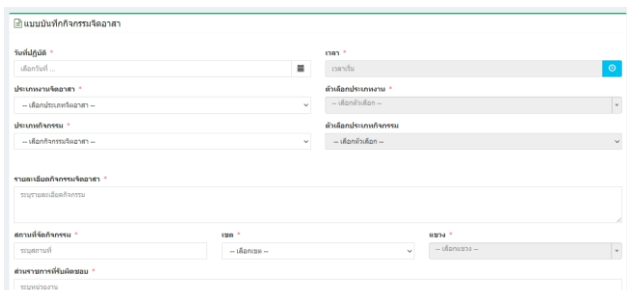 แบบบันทึกกิจกรรมจิตอาสา
วันที่ปฏิบัติ * เวลา *
เลือกวันที่ ... เวลาเริ่ม
ประเภทงานจิตอาสา * ตัวเลือกประเภทงาน *
-- เลือกประเภทจิตอาสา -- -- เลือกตัวเลือก --
ประเภทกิจกรรม * ตัวเลือกประเภทกิจกรรม
-- เลือกกิจกรรมจิตอาสา -- -- เลือกตัวเลือก --
รายละเอียดกิจกรรมจิตอาสา *
ระบุรายละเอียดกิจกรรม
สถานที่จัดกิจกรรม * เขต * แขวง *
ระบุสถานที่ -- เลือกเขต -- -- เลือกแขวง --
ส่วนราชการที่รับผิดชอบ *
ระบุหน่วยงาน